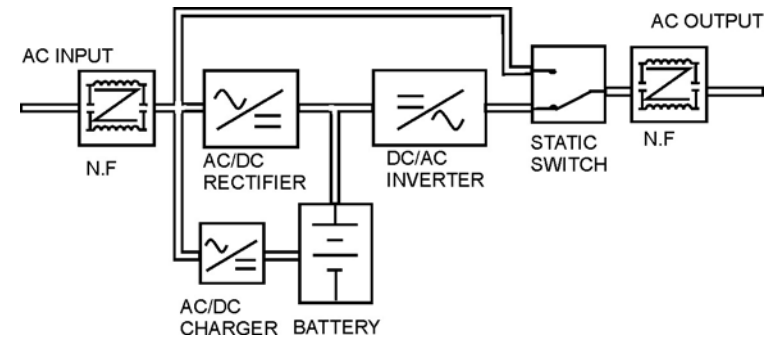 AC INPUT
AC OUTPUT
N.F
AC/DC
RECTIFIER
DC/AC
INVERTER
STATIC
SWITCH
N.F
AC/DC
CHARGER
BATTERY